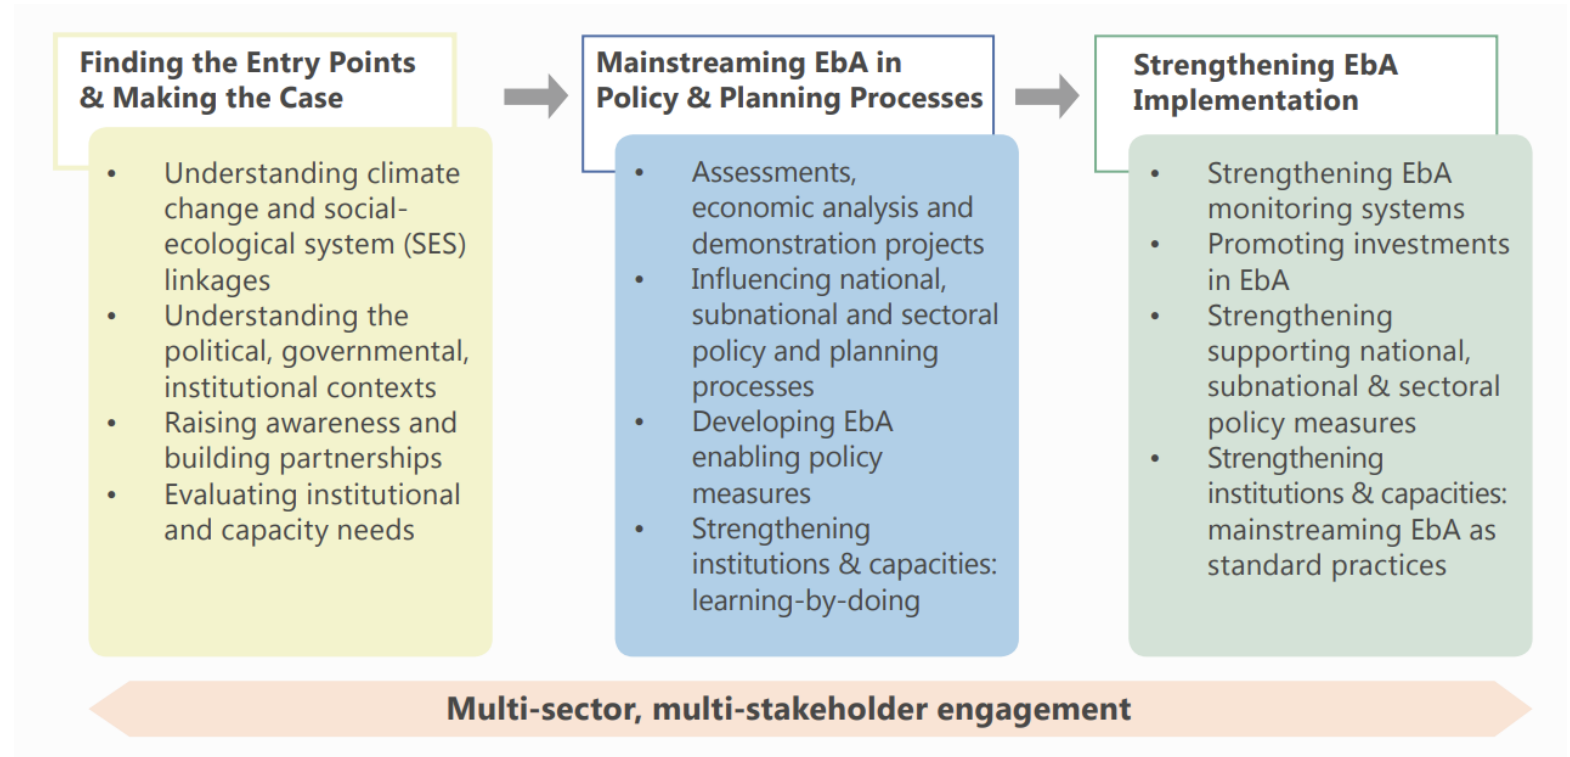 Finding the Entry Points
& Making the Case
• Understanding climate
change and social-
ecological system (SES)
linkages
• Understanding the
political, governmental,
institutional contexts
• Raising awareness and
building partnerships
• Evaluating institutional
and capacity needs
Mainstreaming EbA in
Policy & Planning Processes
• Assessments,
economic analysis and
demonstration projects
• Influencing national,
subnational and sectoral
policy and planning
processes
• Developing EbA
enabling policy
measures
• Strengthening
institutions & capacities:
learning-by-doing
Strengthening EbA
Implementation
• Strengthening EbA
monitoring systems
• Promoting investments
in EbA
• Strengthening
supporting national,
subnational & sectoral
policy measures
• Strengthening
institutions & capacities:
mainstreaming EbA as
standard practices
Multi-sector, multi-stakeholder engagement